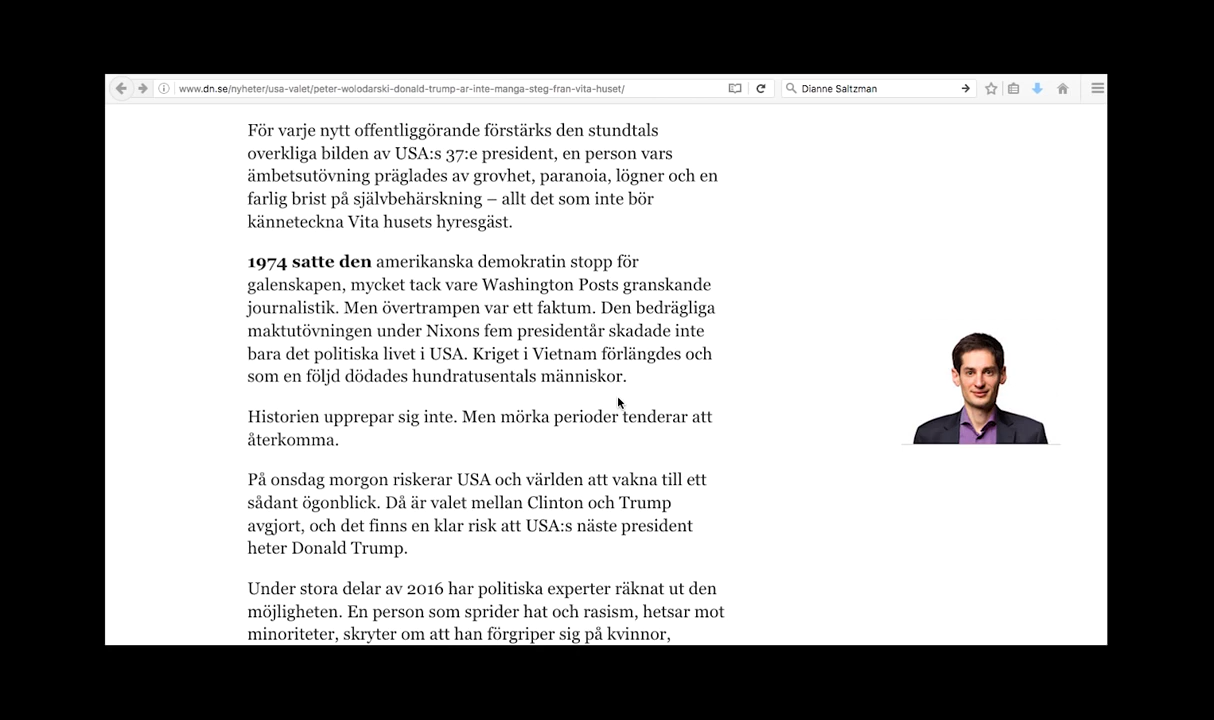 www.dn.se/nyheter/usa-valet/peter-wolodarski-donald-trump-ar-inte-manga-steg-fran-vita-huset/
Dianne Saltzman
För varje nytt offentliggörande förstärks den stundtals
overkliga bilden av USA:s 37:e president, en person vars
ämbetsutövning präglades av grovhet, paranoia, lögner och en
farlig brist på självbehärskning – allt det som inte bör
känneteckna Vita husets hyresgäst.
1974 satte den amerikanska demokratin stopp för
galenskapen, mycket tack vare Washington Posts granskande
journalistik. Men övertrampen var ett faktum. Den bedrägliga
maktutövningen under Nixons fem presidentår skadade inte
bara det politiska livet i USA. Kriget i Vietnam förlängdes och
som en följd dödades hundratusentals människor.
Historien upprepar sig inte. Men mörka perioder tenderar att
återkomma.
På onsdag morgon riskerar USA och världen att vakna till ett
sådant ögonblick. Då är valet mellan Clinton och Trump
avgjort, och det finns en klar risk att USA:s näste president
heter Donald Trump.
Under stora delar av 2016 har politiska experter räknat ut den
möjligheten. En person som sprider hat och rasism, hetsar mot
minoriteter, skryter om att han förgriper sig på kvinnor,